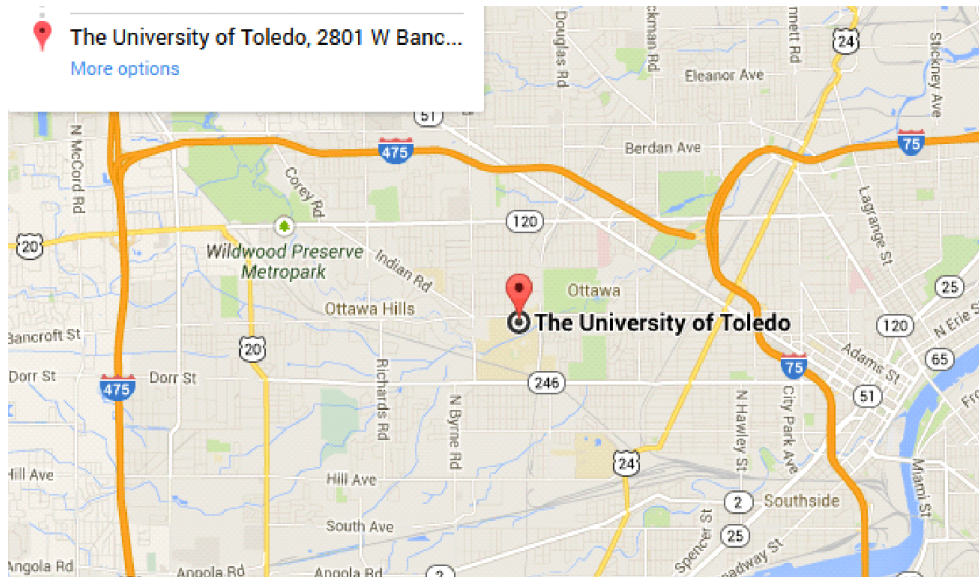 The University of Toledo, 2801 W Banc...
More options
Douglas Rd
24
Stickney Ave
Eleanor Ave
51
475
75
Berdan Ave
N McCord Rd
Corey Rd
Lagrange St
120
20
Wildwood Preserve
Metropark
Indian Rd
Ottawa
25
Ottawa Hills
The University of Toledo
120
N Erie S
Bancroft St
20
Adams St
65
Dorr St
475
Dorr St
246
75
51
Richards Rd
N Byrne Rd
N Hawley St
City Park Ave
24
Hill Ave
Hill Ave
Miami St
2
Southside
South Ave
Spencer St
25
adway St
Angola Rd
Angola Rd
Angola Rd
2